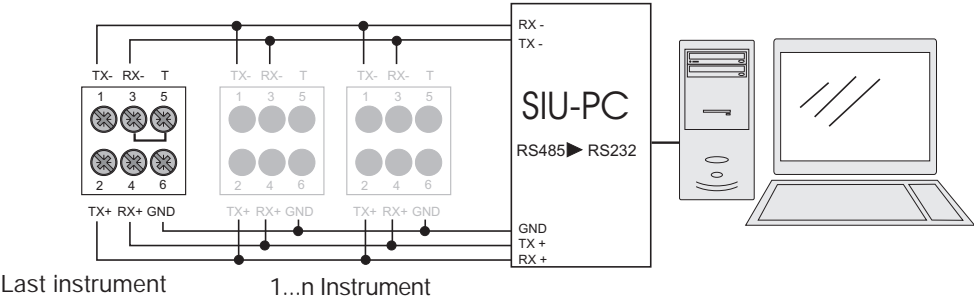 RX -
TX -
TX- RX- T
TX- RX- T
TX- RX- T
1 3 5
1 3 5
1 3 5
SIU-PC
RS485 ▶ RS232
2 4 6
2 4 6
2 4 6
TX+ RX+ GND
TX+ RX+ GND
TX+ RX+ GND
GND
TX +
RX +
Last instrument
1...n Instrument